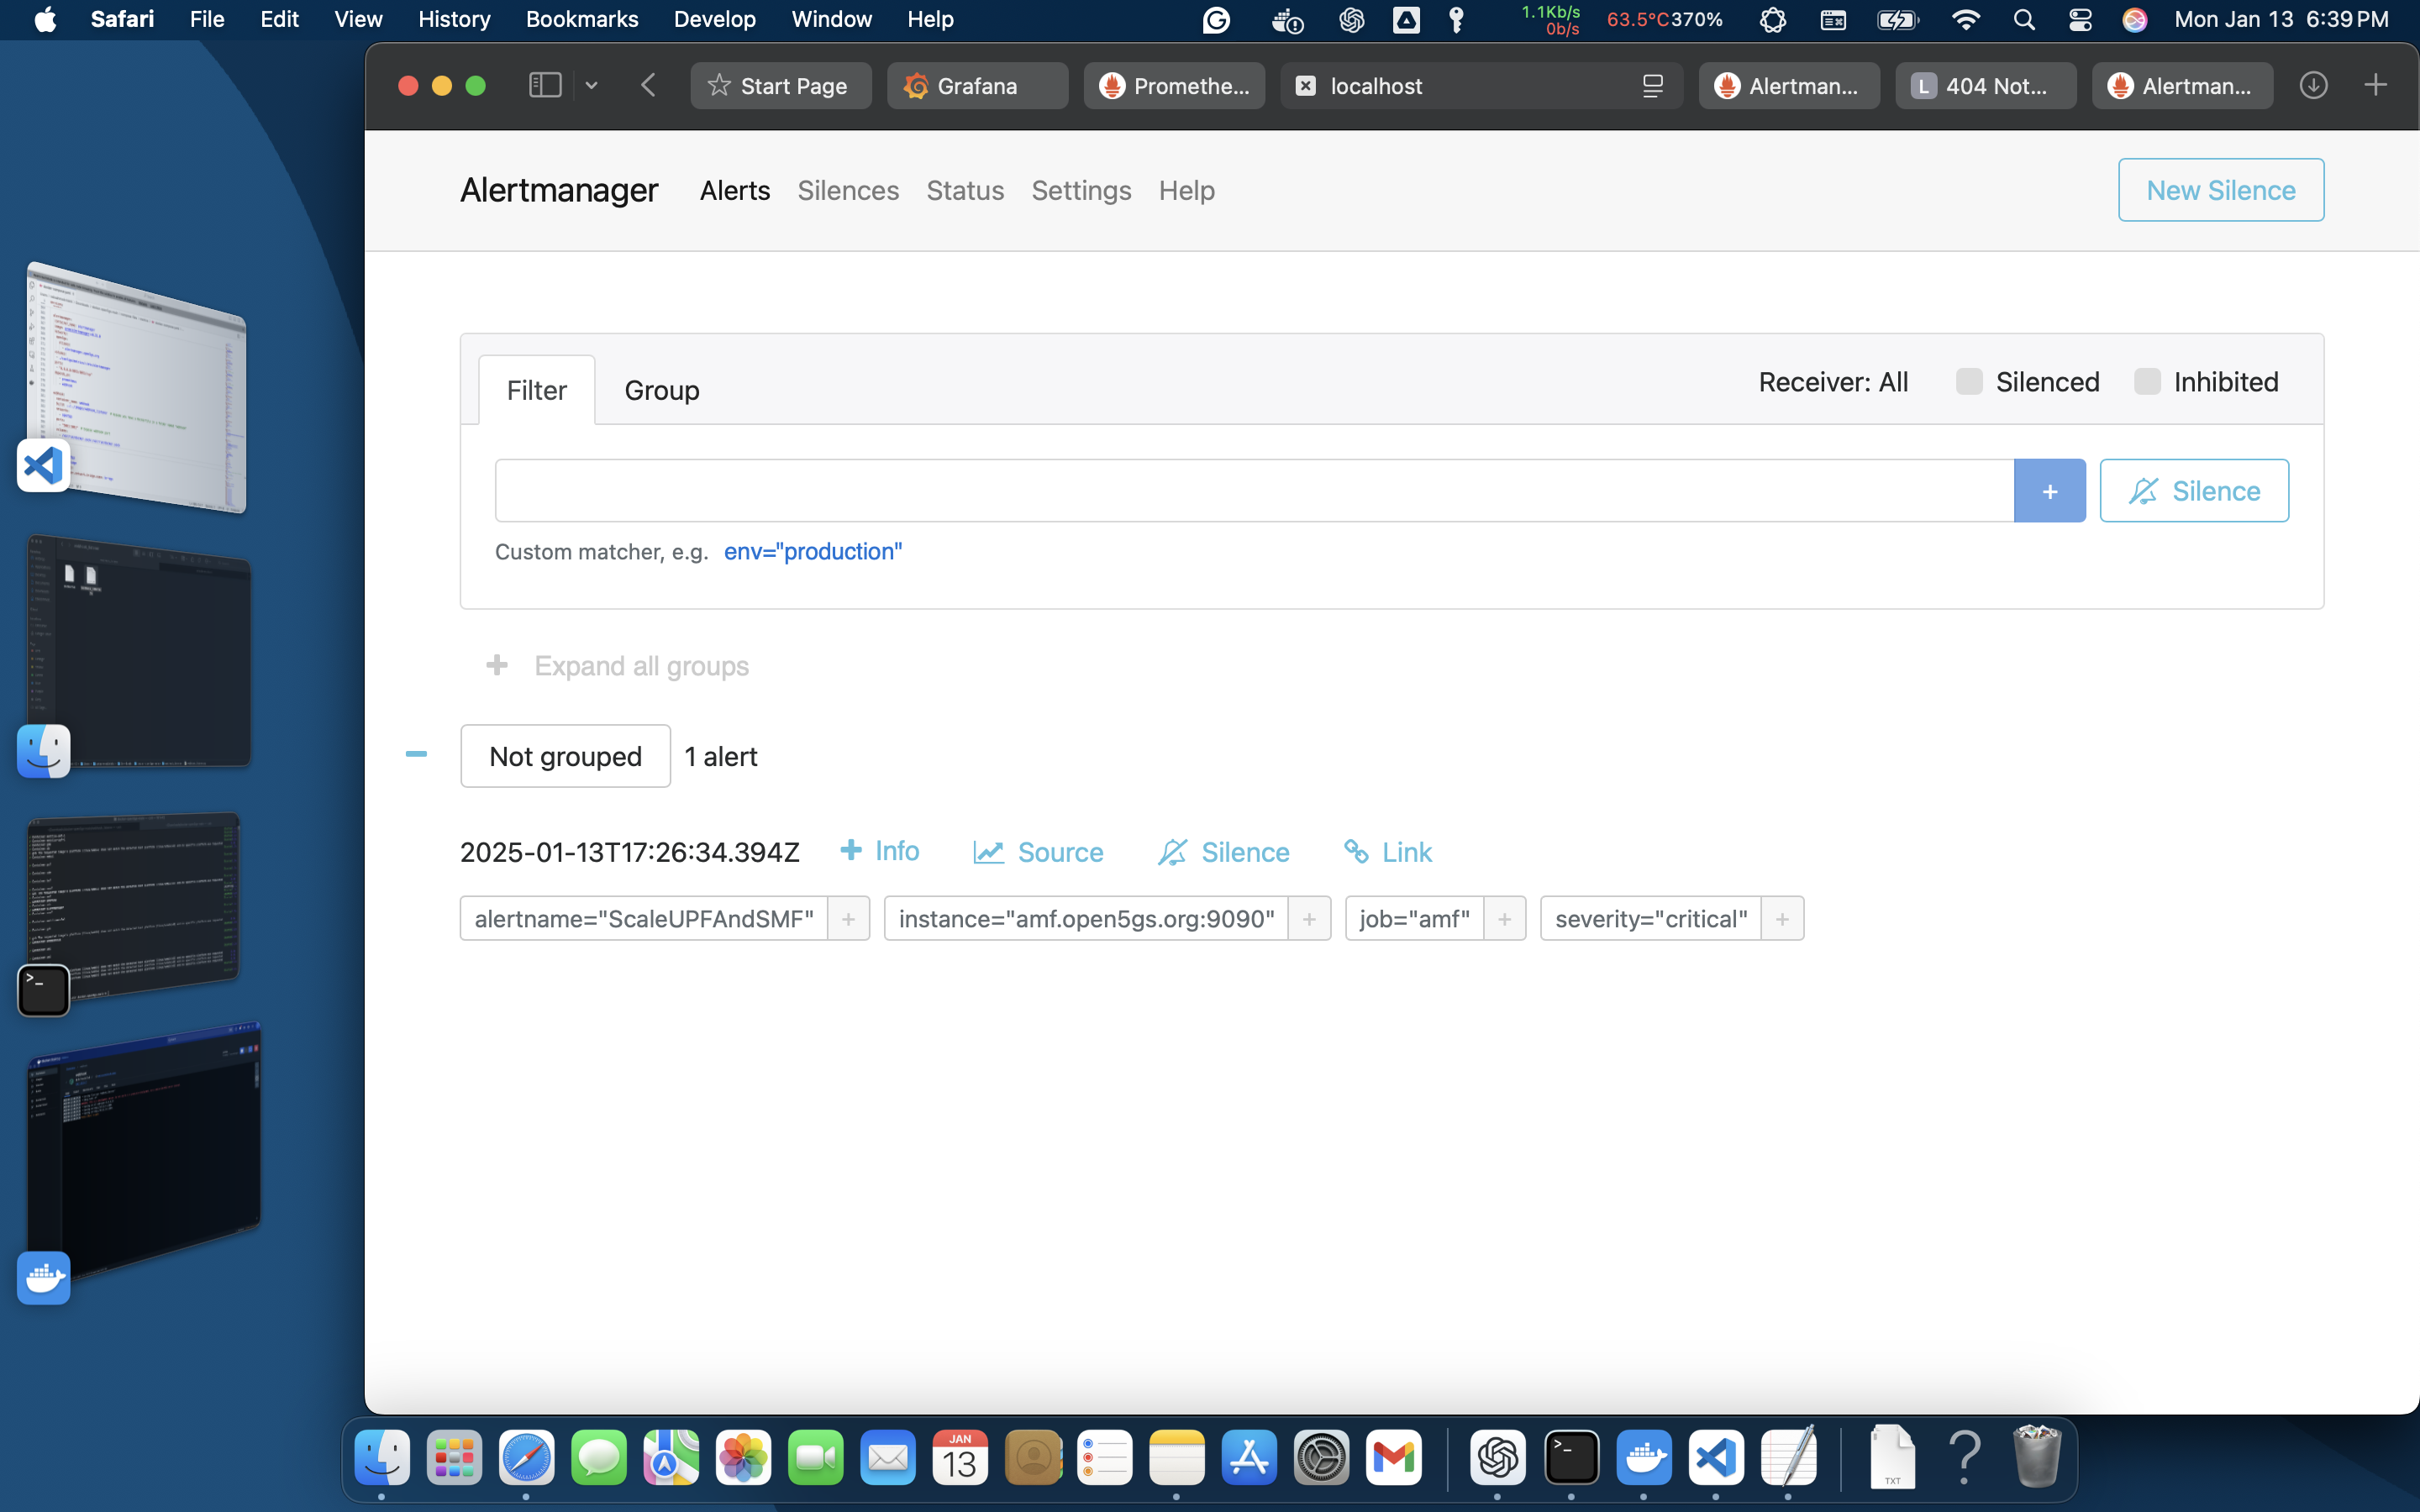 Safari File Edit View History Bookmarks Develop Window Help 1.1Kb/s 0b/s 63.5°C 370% Mon Jan 13 6:39 PM
Start Page Grafana Promethe... localhost Alertman... L 404 Not... Alertman...
Alertmanager Alerts Silences Status Settings Help New Silence
Filter Group Receiver: All Silenced Inhibited
+ Silence
Custom matcher, e.g. env="production"
+ Expand all groups
Not grouped 1 alert
2025-01-13T17:26:34.394Z + Info Source Silence Link
alertname="ScaleUPFAndSMF" + instance="amf.open5gs.org:9090" + job="amf" + severity="critical" +
JAN
13
TXT